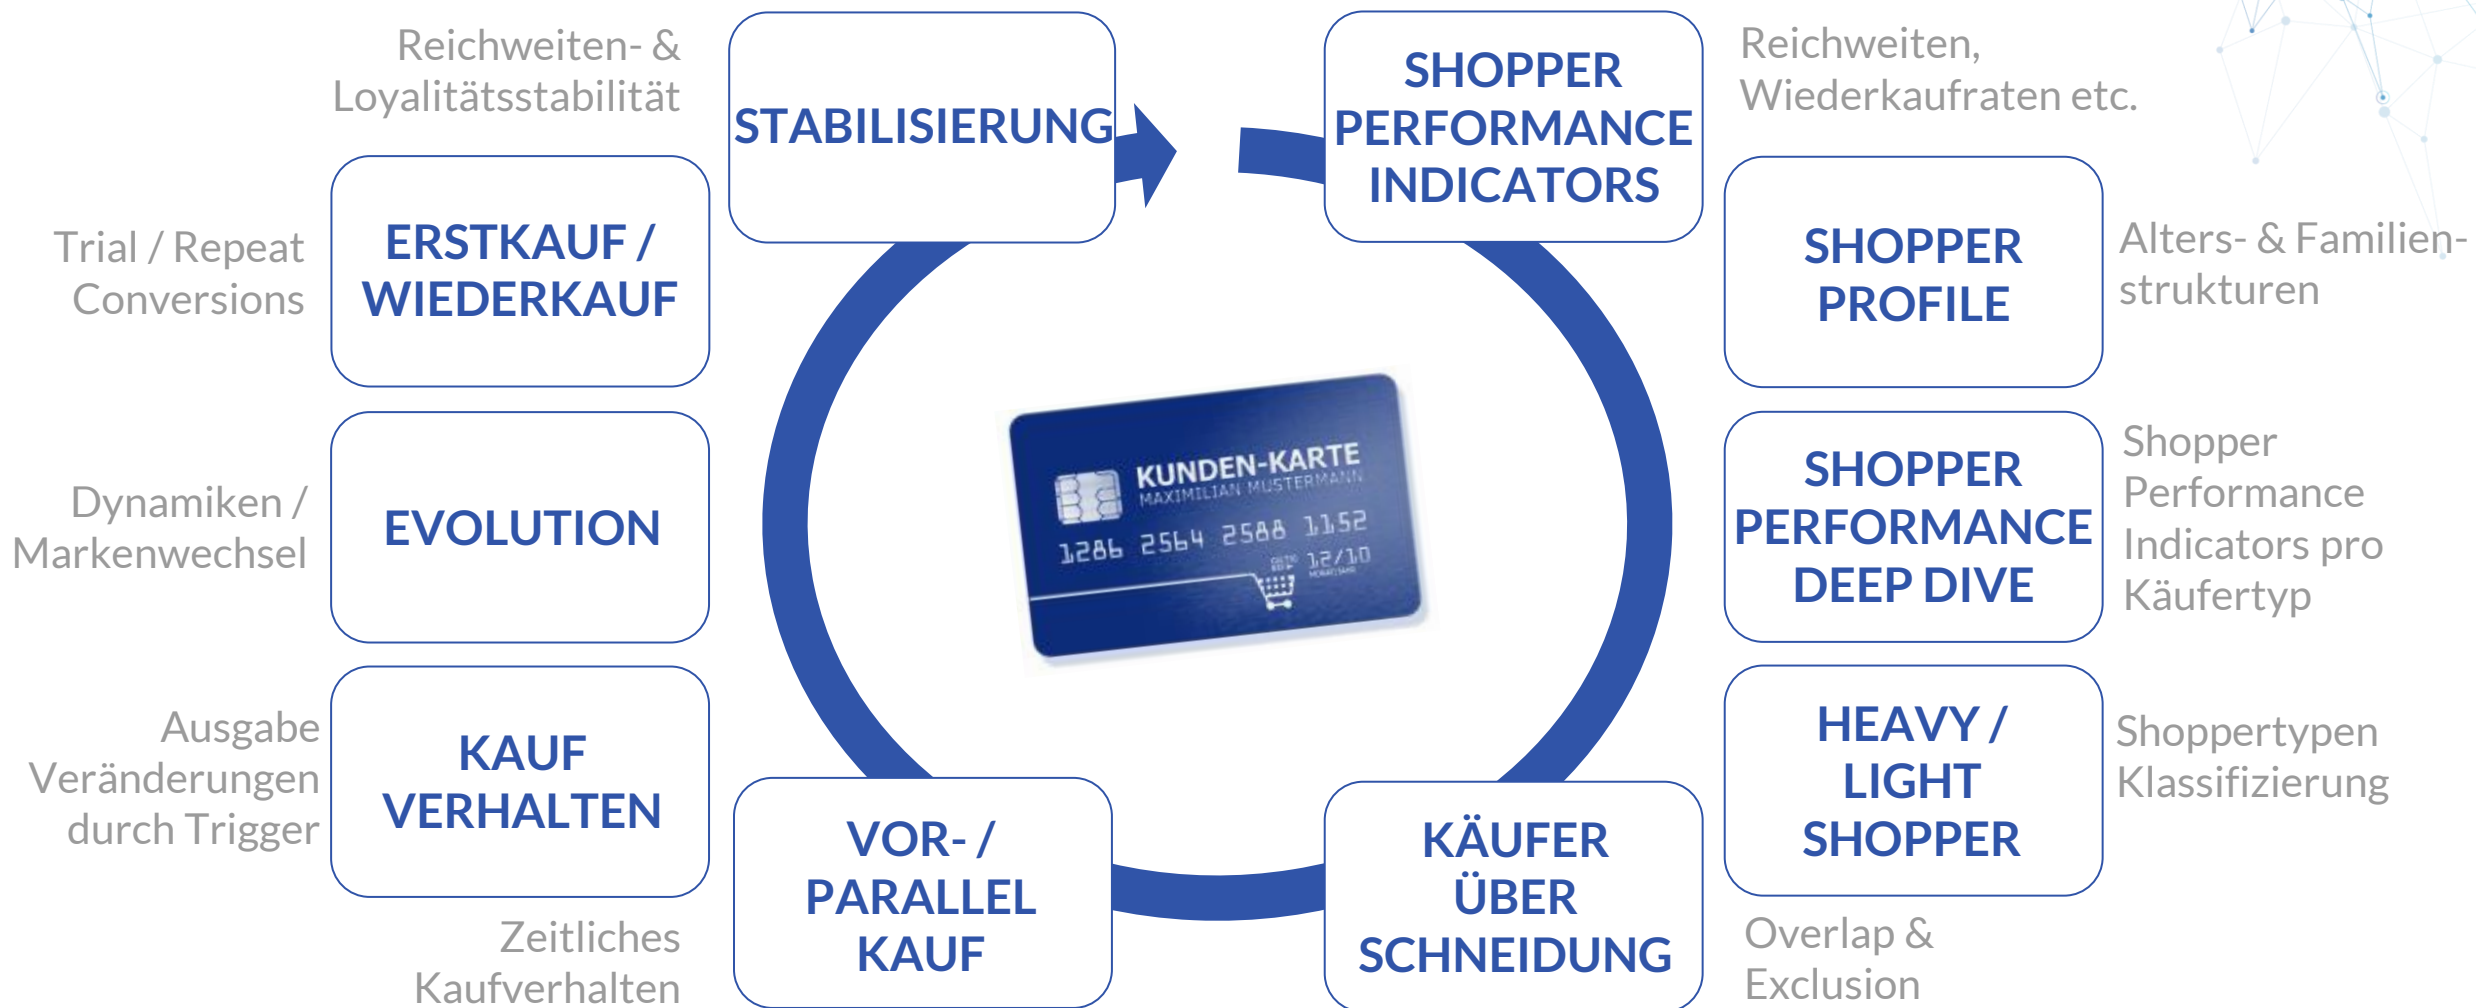 Reichweiten- &
Loyalitätsstabilität
STABILISIERUNG
SHOPPER
PERFORMANCE
INDICATORS
Reichweiten,
Wiederkaufraten etc.
SHOPPER
PROFILE
Alters- & Familien-
strukturen
SHOPPER
PERFORMANCE
DEEP DIVE
Shopper
Performance
Indicators pro
Käufertyp
HEAVY /
LIGHT
SHOPPER
Shoppertypen
Klassifizierung
KÄUFER
ÜBER
SCHNEIDUNG
Overlap &
Exclusion
VOR- /
PARALLEL
KAUF
Zeitliches
Kaufverhalten
KAUF
VERHALTEN
Ausgabe
Veränderungen
durch Trigger
EVOLUTION
Dynamiken /
Markenwechsel
ERSTKAUF /
WIEDERKAUF
Trial / Repeat
Conversions
KUNDEN-KARTE
MAXIMILIAN MUSTERMANN
1286 2564 2588 1152
12/10